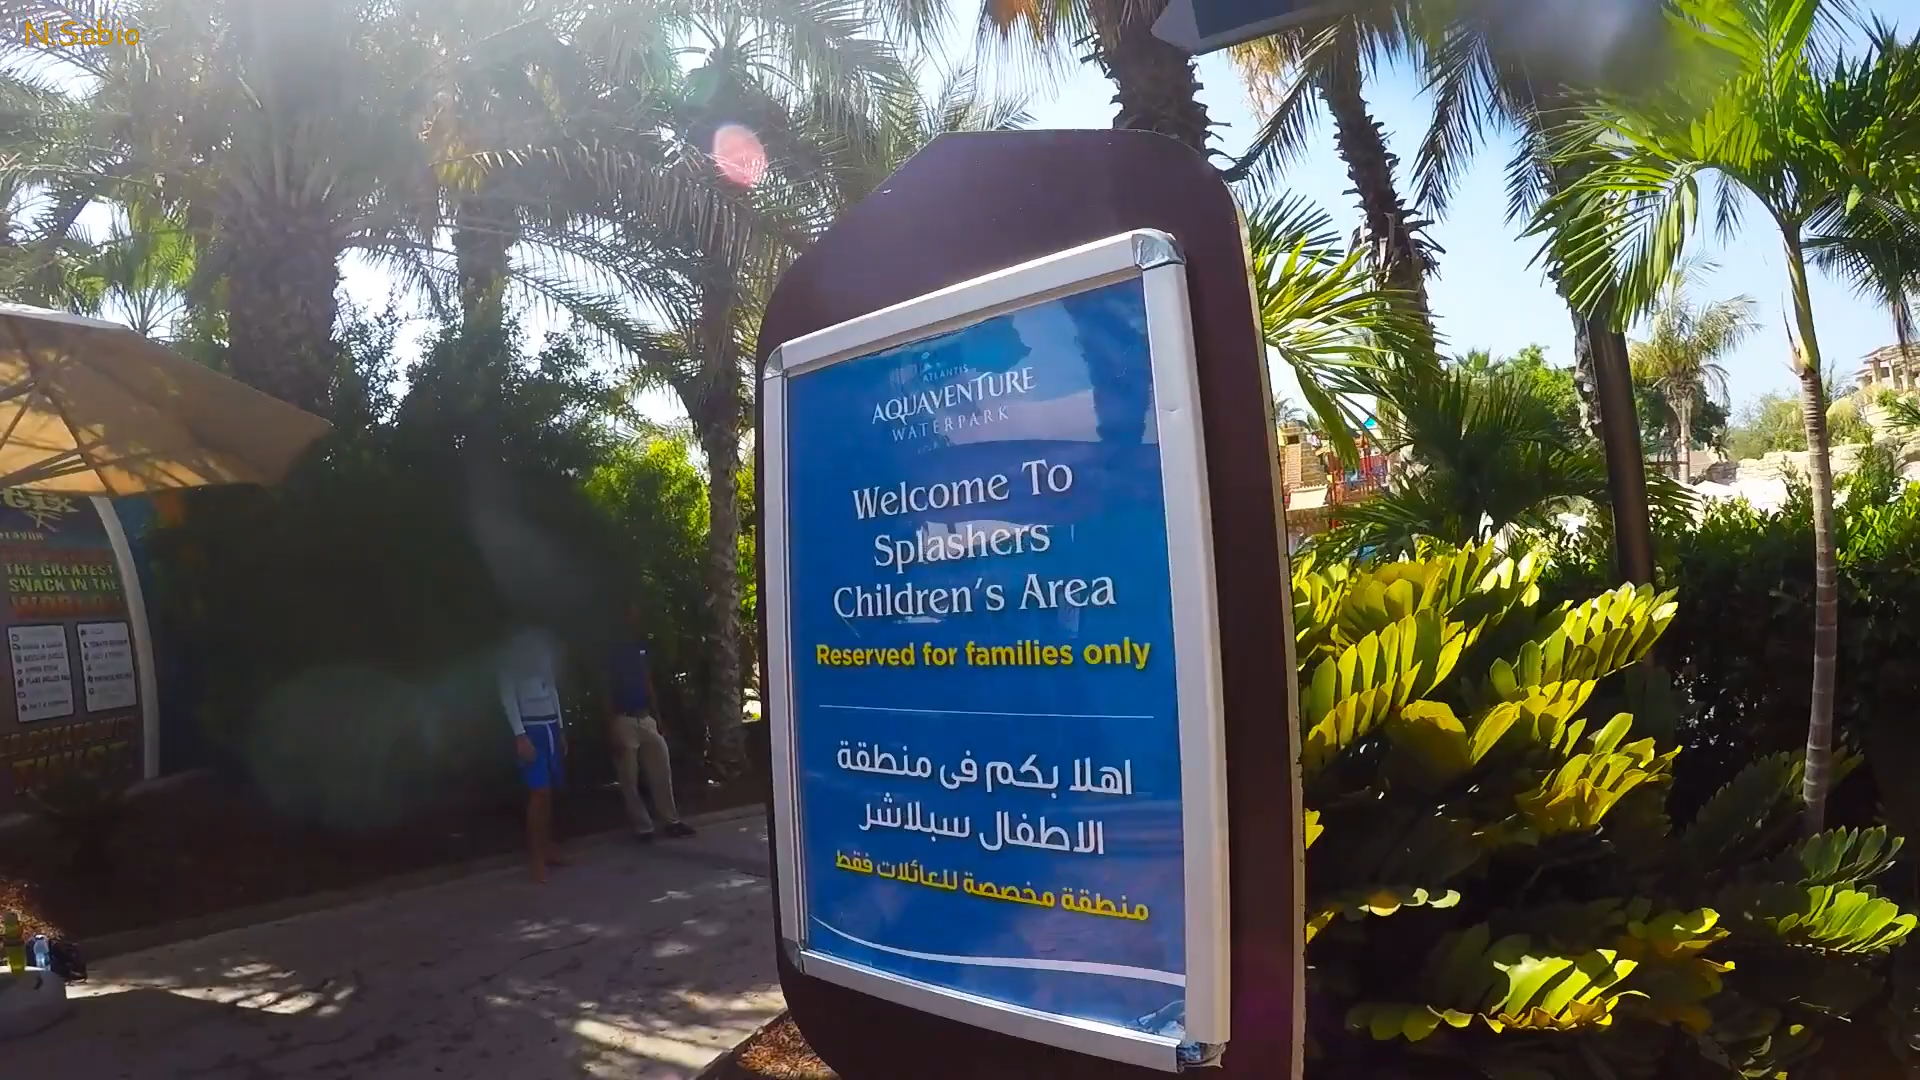 N.Sabio
ATLANTIS
AQUAVENTURE
WATERPARK
Welcome To
Splashers
Children's Area
Reserved for families only
اهلا بكم فى منطقة
الاطفال سبلاشر
منطقة مخصصة للعائلات فقط
THE GREATEST
SNACK IN THE
WORLD!